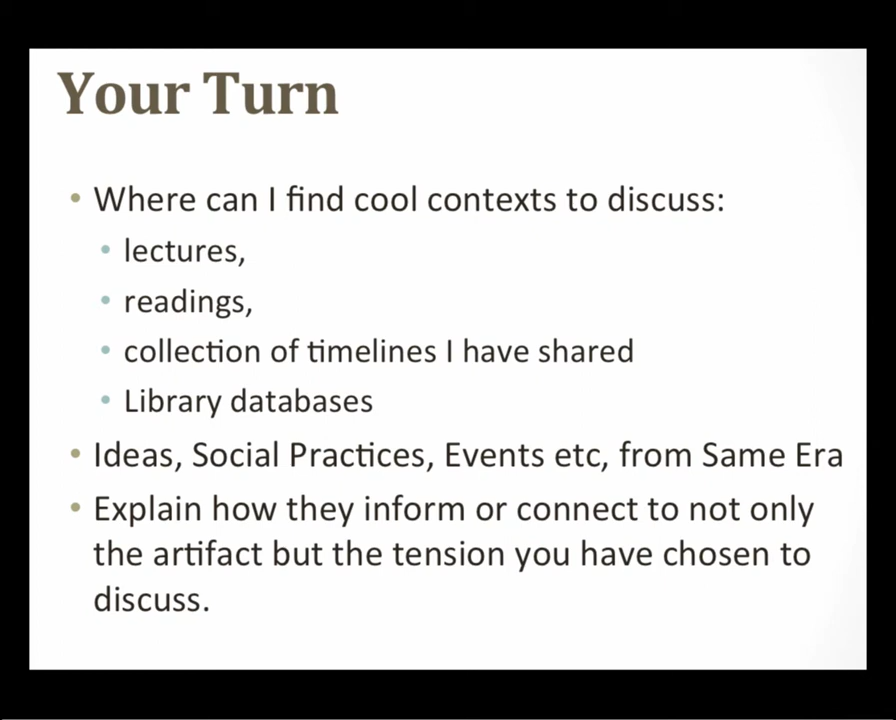 Your Turn
• Where can I find cool contexts to discuss:
• lectures,
• readings,
• collection of timelines I have shared
• Library databases
• Ideas, Social Practices, Events etc, from Same Era
• Explain how they inform or connect to not only
the artifact but the tension you have chosen to
discuss.